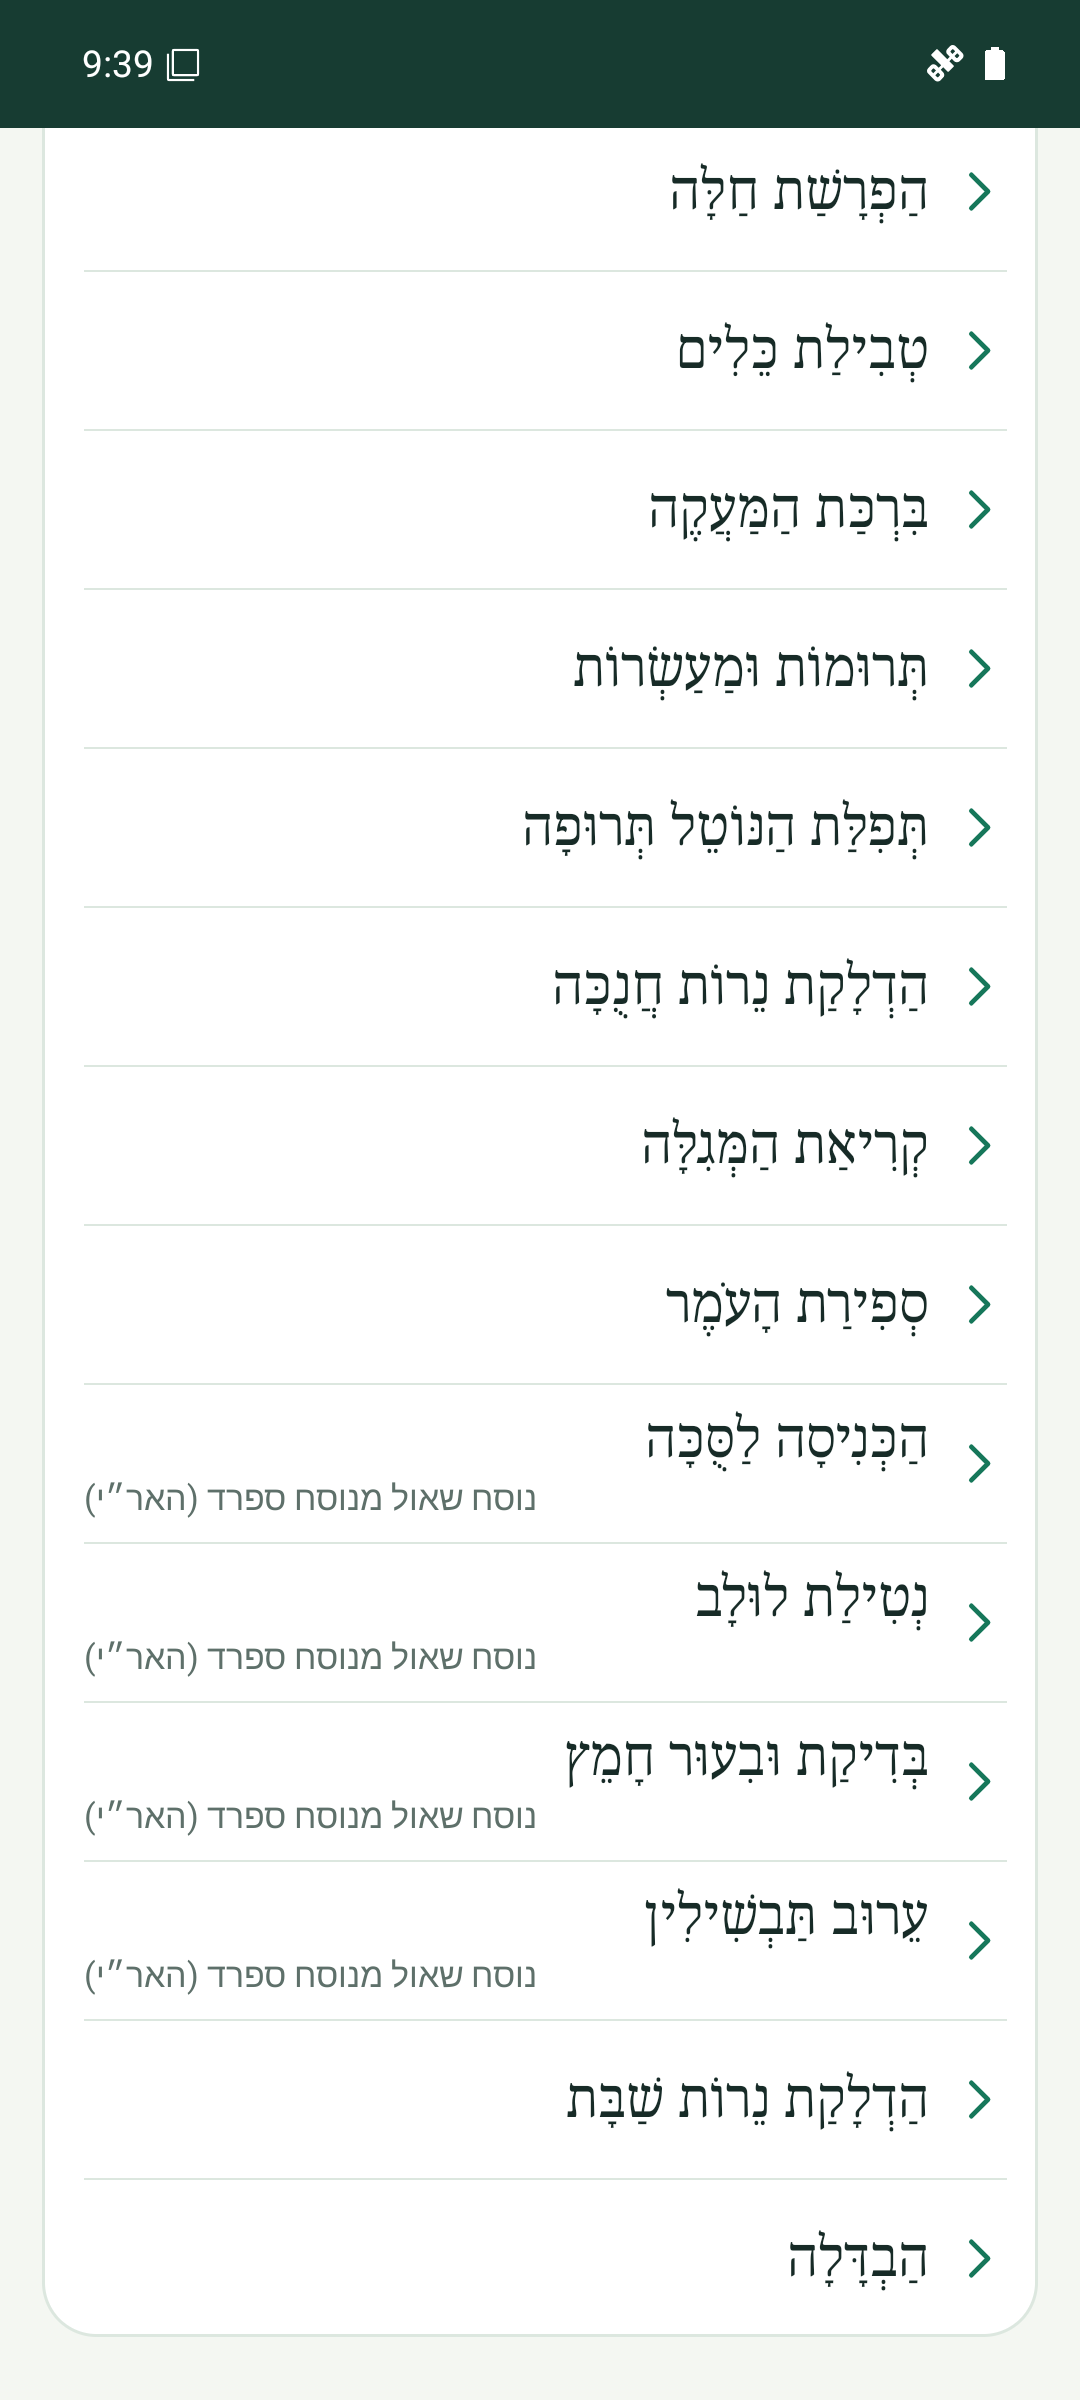 9:39
הַפְרָשַׁת חַלָּה
טְבִילַת כֵּלִים
בִּרְכַּת הַמַּעֲקֶה
תְּרוּמוֹת וּמַעַשְׂרוֹת
תְּפִלַּת הַנּוֹטֵל תְּרוּפָה
הַדְלָקַת נֵרוֹת חֲנֻכָּה
קְרִיאַת הַמְּגִלָּה
סְפִירַת הָעֹמֶר
הַכְּנִיסָה לַסֻּכָּה
נוסח שאול מנוסח ספרד (האר״י)
נְטִילַת לוּלָב
נוסח שאול מנוסח ספרד (האר״י)
בְּדִיקַת וּבִעוּר חָמֵץ
נוסח שאול מנוסח ספרד (האר״י)
עֵרוּב תַּבְשִׁילִין
נוסח שאול מנוסח ספרד (האר״י)
הַדְלָקַת נֵרוֹת שַׁבָּת
הַבְדָּלָה